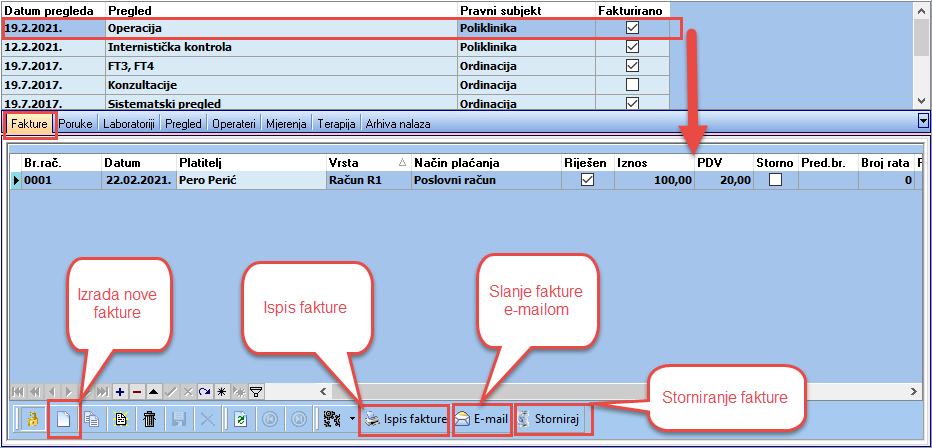 Datum pregleda Pregled Pravni subjekt Fakturirano
19.2.2021. Operacija Poliklinika
12.2.2021. Internistička kontrola Poliklinika
19.7.2017. FT3, FT4 Ordinacija
19.7.2017. Konzultacije Ordinacija
19.7.2017. Sistematski pregled Ordinacija
Fakture Poruke Laboratoriji Pregled Operateri Mjerenja Terapija Arhiva nalaza
Br.rač. Datum Platitelj Vrsta Način plaćanja Riješen Iznos PDV Storno Pred.br. Broj rata
0001 22.02.2021. Pero Perić Račun R1 Poslovni račun 100,00 20,00 0
Izrada nove
fakture
Ispis fakture
Slanje fakture
e-mailom
Storniranje fakture
Ispis fakture E-mail Storniraj